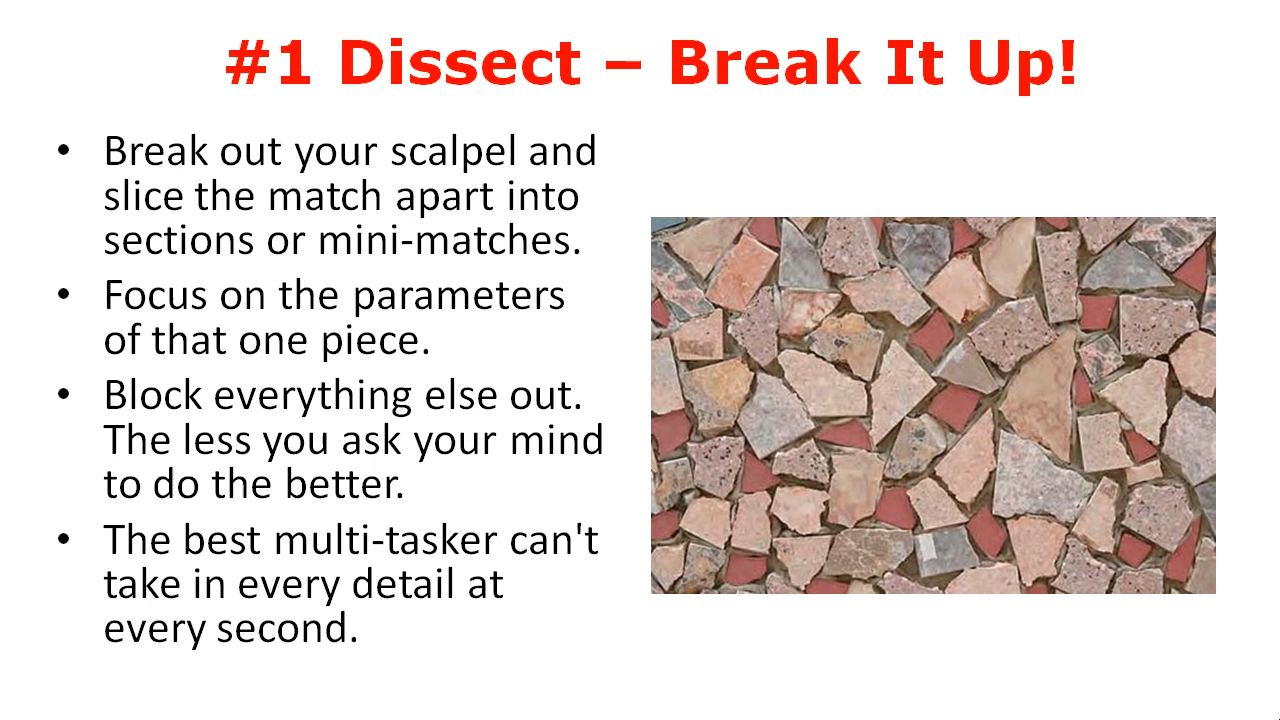 #1 Dissect – Break It Up!
• Break out your scalpel and
slice the match apart into
sections or mini-matches.
• Focus on the parameters
of that one piece.
• Block everything else out.
The less you ask your mind
to do the better.
• The best multi-tasker can't
take in every detail at
every second.